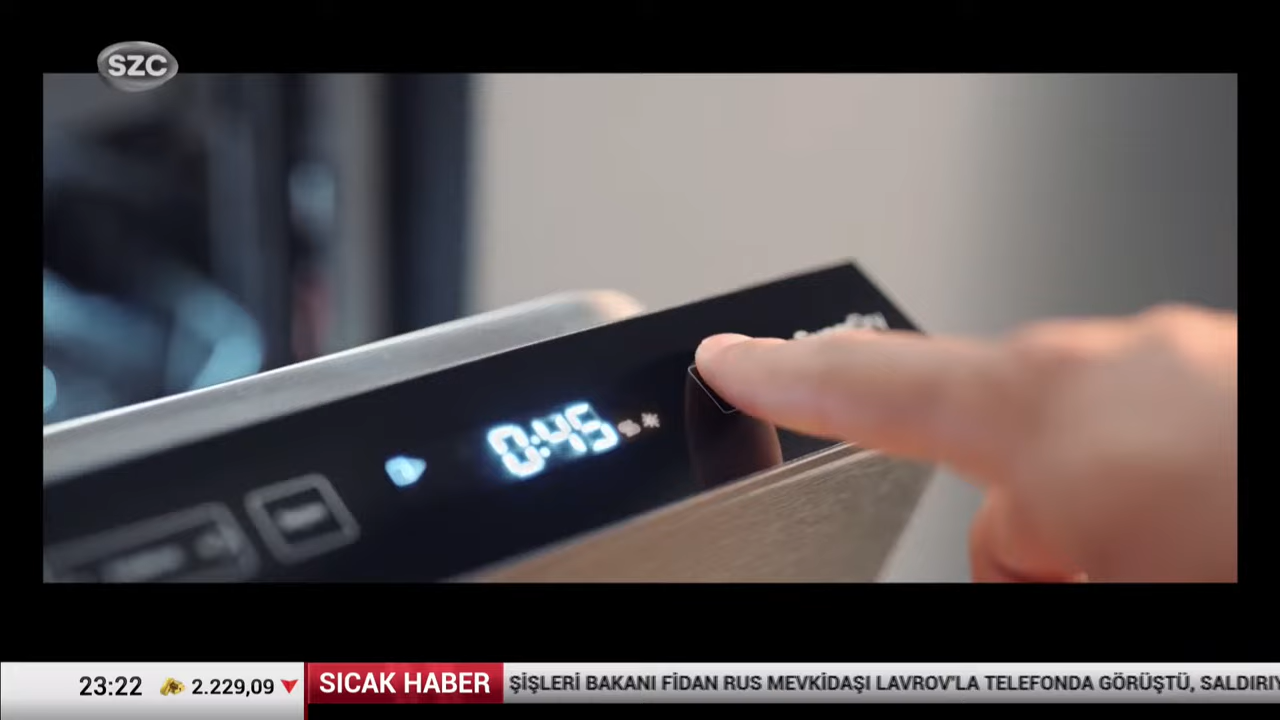 SZC
0:45
23:22
2.229,09
SICAK HABER
ŞİŞLERİ BAKANI FİDAN RUS MEVKİDAŞI LAVROV'LA TELEFONDA GÖRÜŞTÜ, SALDIRIY